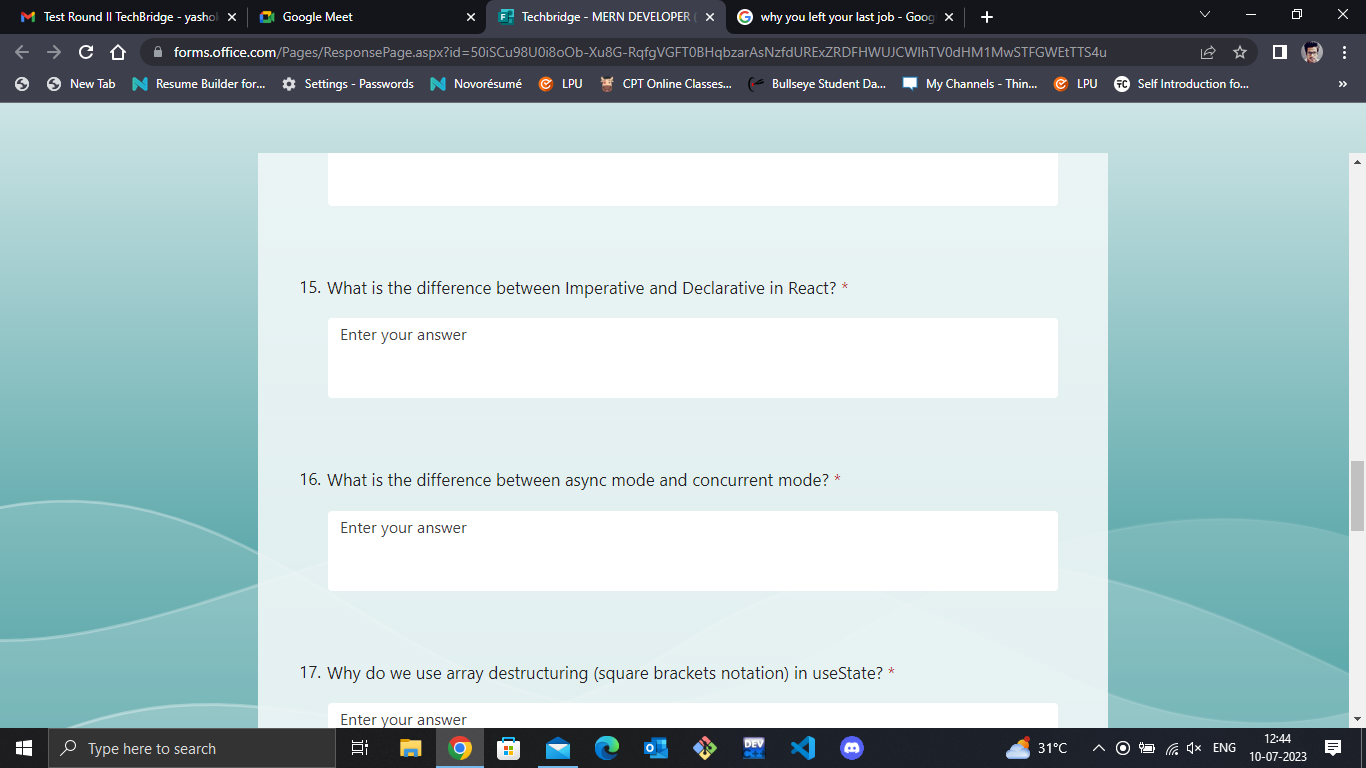 Test Round II TechBridge - yashol
Google Meet
Techbridge - MERN DEVELOPER (
why you left your last job - Goog
forms.office.com/Pages/ResponsePage.aspx?id=50iSCu98U0i8oOb-Xu8G-RqfgVGFT0BHqbzarAsNzfdURExZRDFHWUJCWlhTV0dHM1MwSTFGWEtTTS4u
New Tab
Resume Builder for...
Settings - Passwords
Novorésumé
LPU
CPT Online Classes...
Bullseye Student Da...
My Channels - Thin...
LPU
Self Introduction fo...
»
15. What is the difference between Imperative and Declarative in React? *
Enter your answer
16. What is the difference between async mode and concurrent mode? *
Enter your answer
17. Why do we use array destructuring (square brackets notation) in useState? *
Enter your answer
Type here to search
DEV
31°C
ENG
12:44
10-07-2023